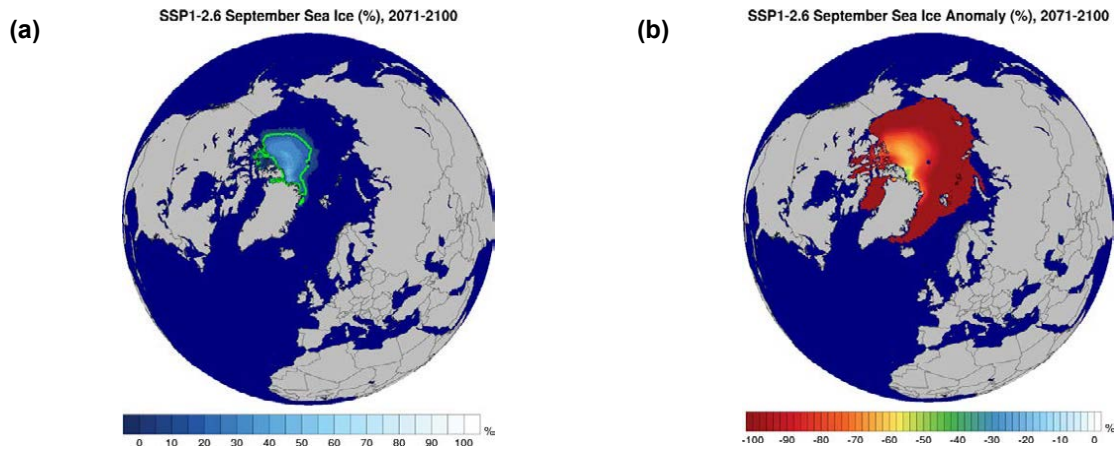 SSP1-2.6 September Sea Ice (%), 2071-2100
(a)
0 10 20 30 40 50 60 70 80 90 100 %
SSP1-2.6 September Sea Ice Anomaly (%), 2071-2100
(b)
-100 -90 -80 -70 -60 -50 -40 -30 -20 -10 0 %